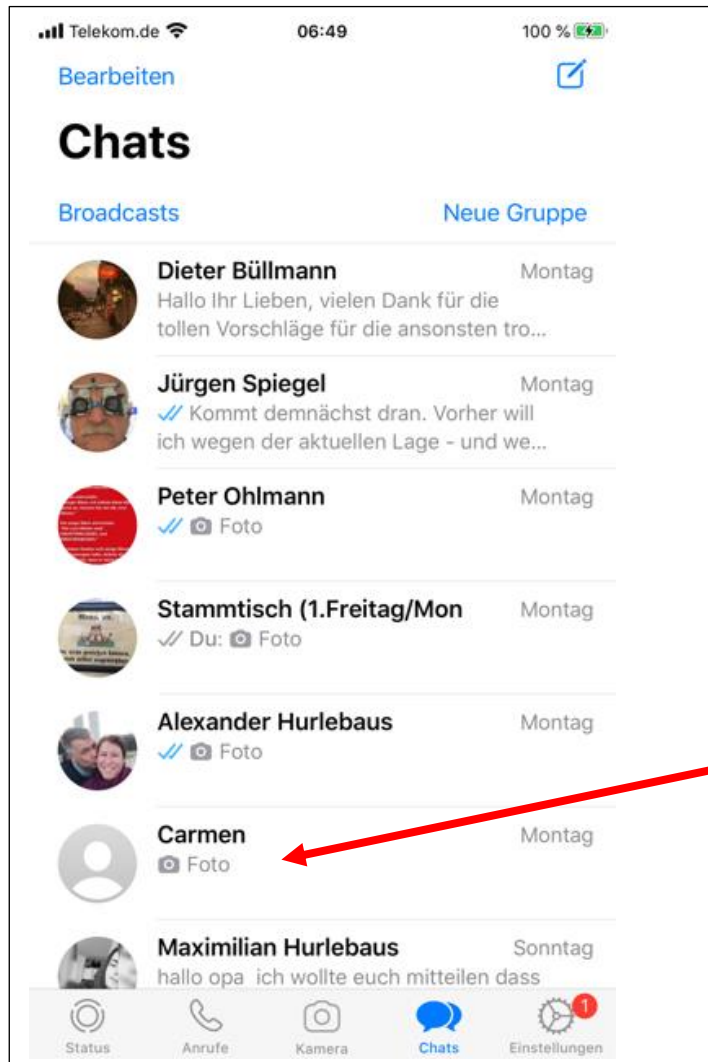 Telekom.de 06:49 100 %
Bearbeiten
Chats
Broadcasts Neue Gruppe
Dieter Büllmann Montag
Hallo Ihr Lieben, vielen Dank für die
tollen Vorschläge für die ansonsten tro...
Jürgen Spiegel Montag
Kommt demnächst dran. Vorher will
ich wegen der aktuellen Lage - und we...
Peter Ohlmann Montag
Foto
Stammtisch (1.Freitag/Mon Montag
Du: Foto
Alexander Hurlebaus Montag
Foto
Carmen Montag
Foto
Maximilian Hurlebaus Sonntag
hallo opa ich wollte euch mitteilen dass
1
Status Anrufe Kamera Chats Einstellungen